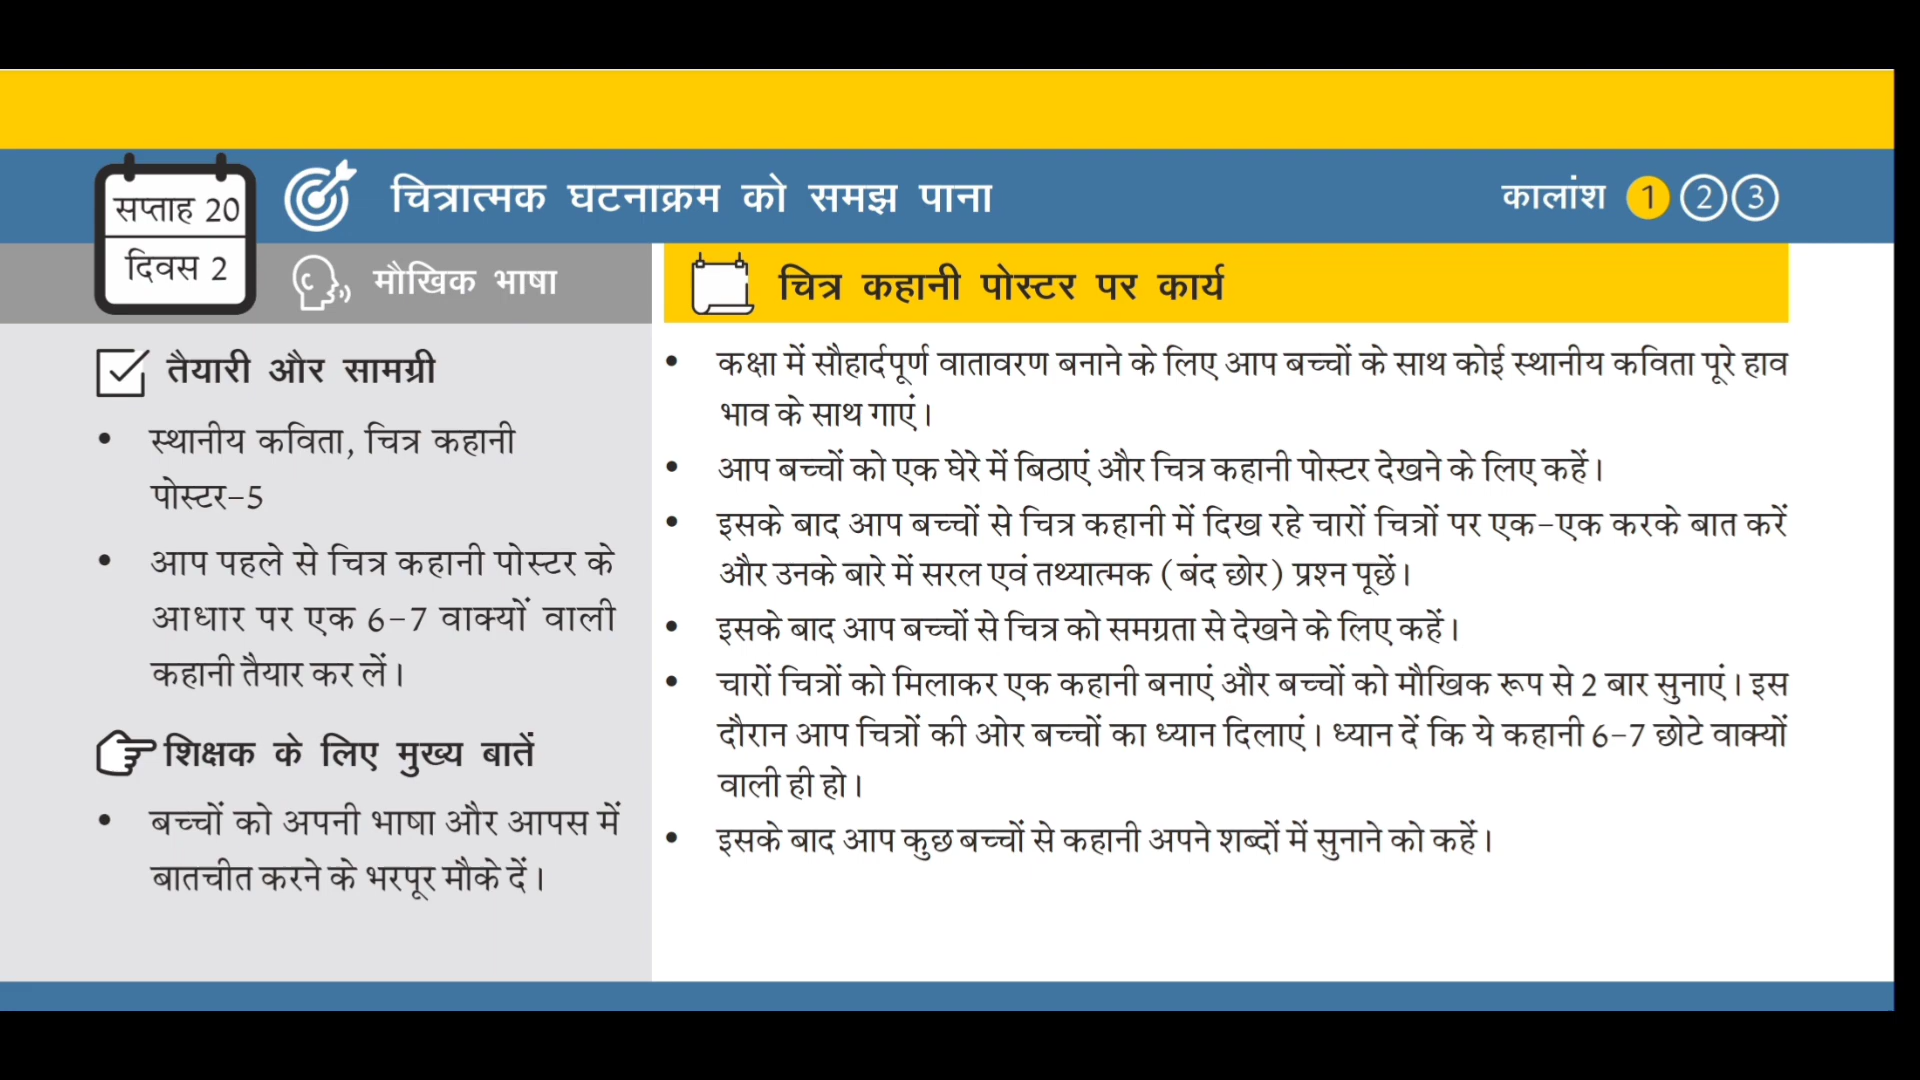 सप्ताह 20
दिवस 2
चित्रात्मक घटनाक्रम को समझ पाना
कालांश 1 2 3
मौखिक भाषा
तैयारी और सामग्री
• स्थानीय कविता, चित्र कहानी
पोस्टर–5
• आप पहले से चित्र कहानी पोस्टर के
आधार पर एक 6–7 वाक्यों वाली
कहानी तैयार कर लें।
शिक्षक के लिए मुख्य बातें
• बच्चों को अपनी भाषा और आपस में
बातचीत करने के भरपूर मौके दें।
चित्र कहानी पोस्टर पर कार्य
• कक्षा में सौहार्दपूर्ण वातावरण बनाने के लिए आप बच्चों के साथ कोई स्थानीय कविता पूरे हाव
भाव के साथ गाएं।
• आप बच्चों को एक घेरे में बिठाएं और चित्र कहानी पोस्टर देखने के लिए कहें।
• इसके बाद आप बच्चों से चित्र कहानी में दिख रहे चारों चित्रों पर एक–एक करके बात करें
और उनके बारे में सरल एवं तथ्यात्मक (बंद छोर) प्रश्न पूछें।
• इसके बाद आप बच्चों से चित्र को समग्रता से देखने के लिए कहें।
• चारों चित्रों को मिलाकर एक कहानी बनाएं और बच्चों को मौखिक रूप से 2 बार सुनाएं। इस
दौरान आप चित्रों की ओर बच्चों का ध्यान दिलाएं। ध्यान दें कि ये कहानी 6–7 छोटे वाक्यों
वाली ही हो।
• इसके बाद आप कुछ बच्चों से कहानी अपने शब्दों में सुनाने को कहें।